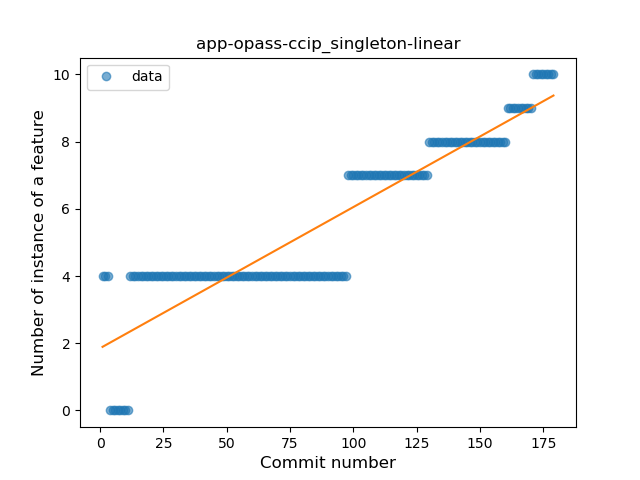 app-opass-ccip_singleton-linear
data
Number of instance of a feature
10
8
6
4
2
0
0 25 50 75 100 125 150 175
Commit number